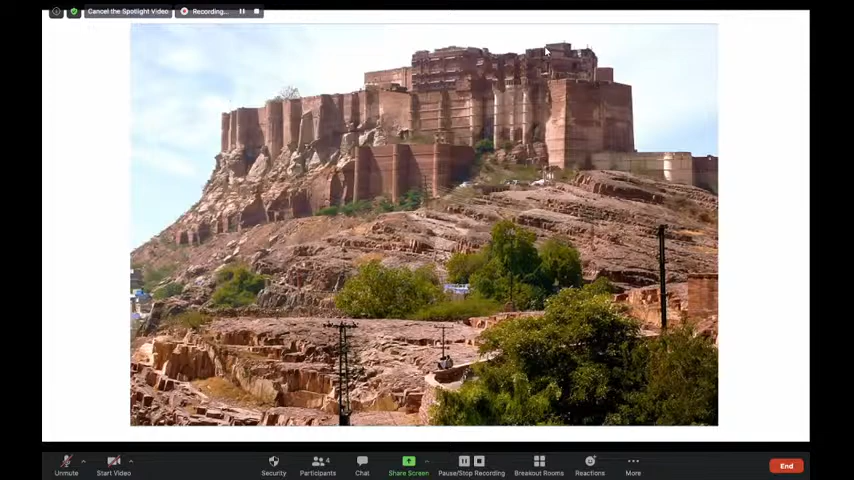 Cancel the Spotlight Video
Recording...
Unmute
Start Video
Security
Participants
4
Chat
Share Screen
Pause/Stop Recording
Breakout Rooms
Reactions
More
End